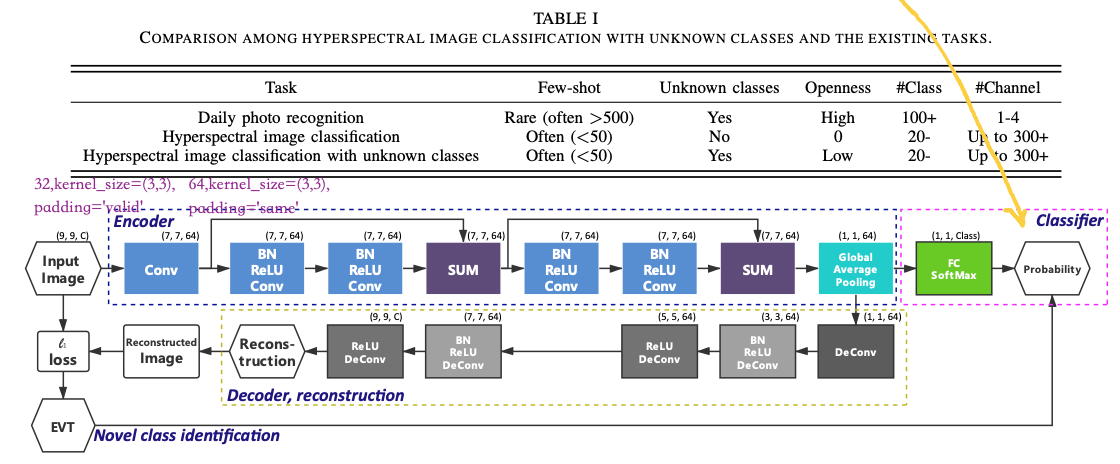 TABLE I
COMPARISON AMONG HYPERSPECTRAL IMAGE CLASSIFICATION WITH UNKNOWN CLASSES AND THE EXISTING TASKS.
Task Few-shot Unknown classes Openness #Class #Channel
Daily photo recognition Rare (often >500) Yes High 100+ 1-4
Hyperspectral image classification Often (<50) No 0 20- Up to 300+
Hyperspectral image classification with unknown classes Often (<50) Yes Low 20- Up to 300+
32,kernel_size=(3,3), 64,kernel_size=(3,3),
padding='valid' padding='same'
Encoder Classifier
(9, 9, C) (7, 7, 64) (7, 7, 64) (7, 7, 64) (7, 7, 64) (7, 7, 64) (7, 7, 64) (7, 7, 64) (1, 1, 64) (1, 1, Class)
Input
Image
Conv
BN
ReLU
Conv
BN
ReLU
Conv
SUM
BN
ReLU
Conv
BN
ReLU
Conv
SUM
Global
Average
Pooling
FC
SoftMax
Probability
(9, 9, C) (7, 7, 64) (5, 5, 64) (3, 3, 64) (1, 1, 64)
ℓ₁
loss
Reconstructed
Image
Recons-
truction
ReLU
DeConv
BN
ReLU
DeConv
ReLU
DeConv
BN
ReLU
DeConv
DeConv
Decoder, reconstruction
EVT
Novel class identification